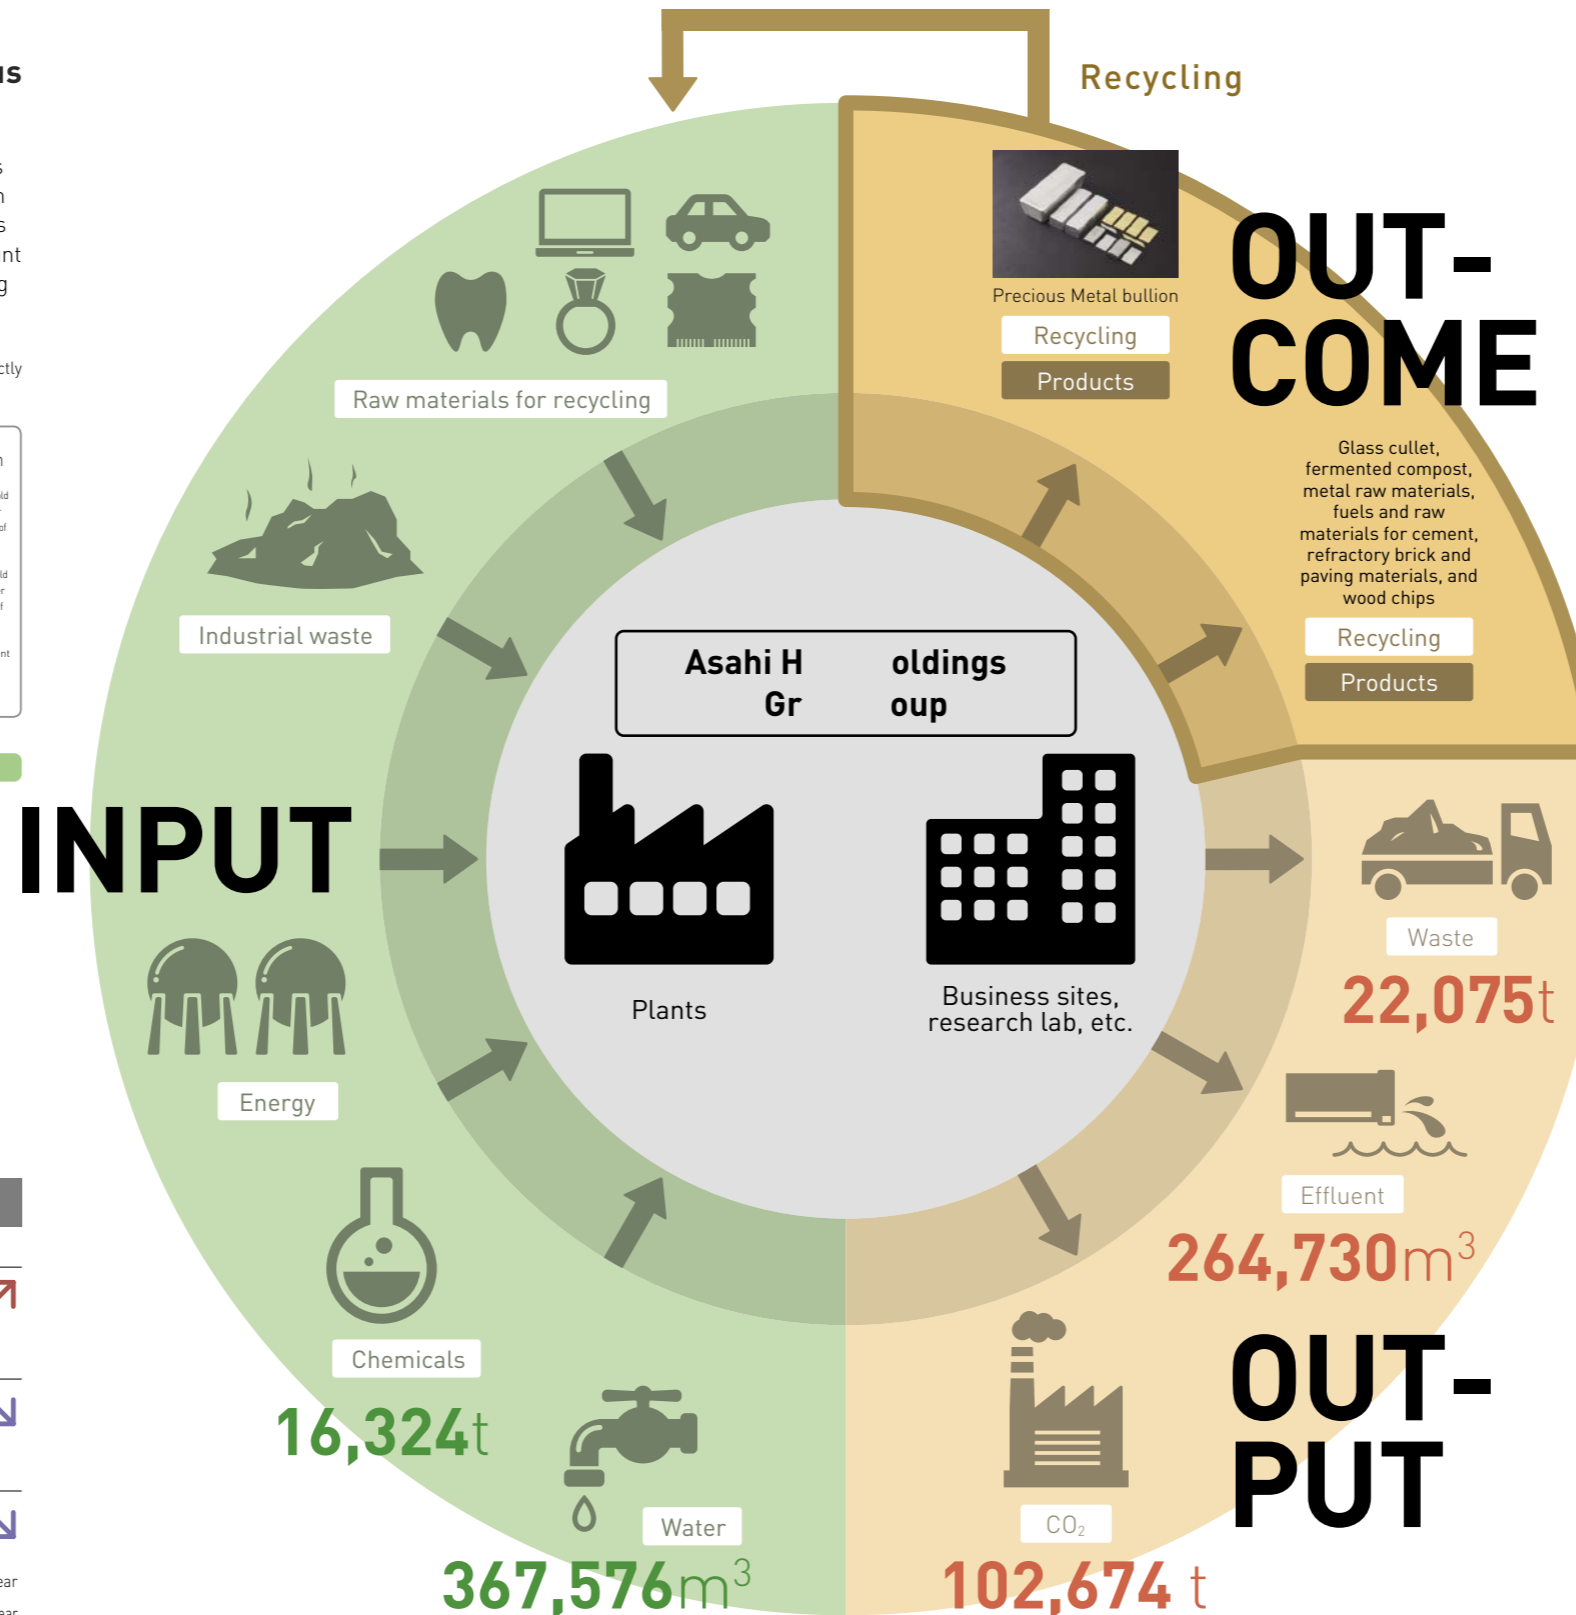 Recycling
Precious Metal bullion
Recycling
Products
OUT-
COME
Raw materials for recycling
Glass cullet,
fermented compost,
metal raw materials,
fuels and raw
materials for cement,
refractory brick and
paving materials, and
wood chips
Recycling
Products
Industrial waste
Asahi H oldings
Gr oup
INPUT
Plants
Business sites,
research lab, etc.
Waste
22,075t
Energy
Effluent
264,730m³
Chemicals
16,324t
OUT-
PUT
Water
367,576m³
CO₂
102,674 t